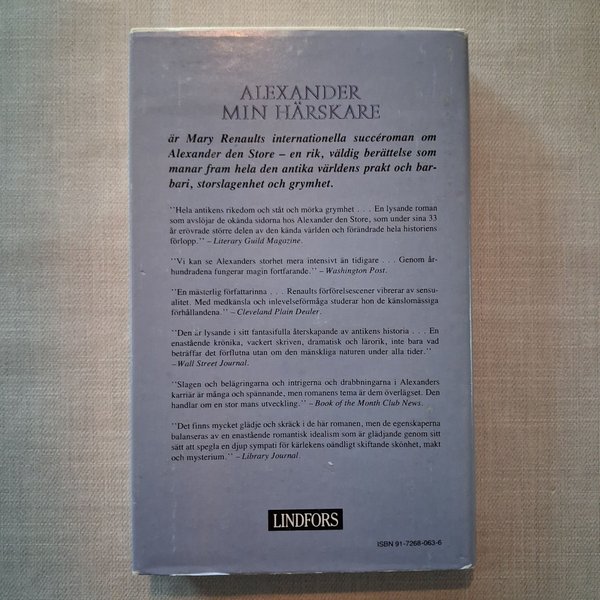 ALEXANDER
MIN HÄRSKARE
är Mary Renaults internationella succéroman om
Alexander den Store – en rik, väldig berättelse som
manar fram hela den antika världens prakt och bar-
bari, storslagenhet och grymhet.
''Hela antikens rikedom och ståt och mörka grymhet . . . En lysande roman
som avslöjar de okända sidorna hos Alexander den Store, som under sina 33
år erövrade större delen av den kända världen och förändrade hela historiens
förlopp.'' – Literary Guild Magazine.
''Vi kan se Alexanders storhet mera intensivt än tidigare . . . Genom år-
hundradena fungerar magin fortfarande.'' – Washington Post.
''En mästerlig författarinna . . . Renaults förförelsescener vibrerar av sensu-
alitet. Med medkänsla och inlevelseförmåga studerar hon de känslomässiga
förhållandena.'' – Cleveland Plain Dealer.
''Den är lysande i sitt fantasifulla återskapande av antikens historia . . . En
enastående krönika, vackert skriven, dramatisk och lärorik, inte bara vad
beträffar det förflutna utan om den mänskliga naturen under alla tider.''
– Wall Street Journal.
''Slagen och belägringarna och intrigerna och drabbningarna i Alexanders
karriär är många och spännande, men romanens tema är dem överlägset. Den
handlar om en stor mans utveckling.'' – Book of the Month Club News.
''Det finns mycket glädje och skräck i de här romanen, men de egenskaperna
balanseras av en enastående romantisk idealism som är glädjande genom sitt
sätt att spegla en djup sympati för kärlekens oändligt skiftande skönhet, makt
och mysterium.'' – Library Journal.
LINDFORS
ISBN 91-7268-063-6